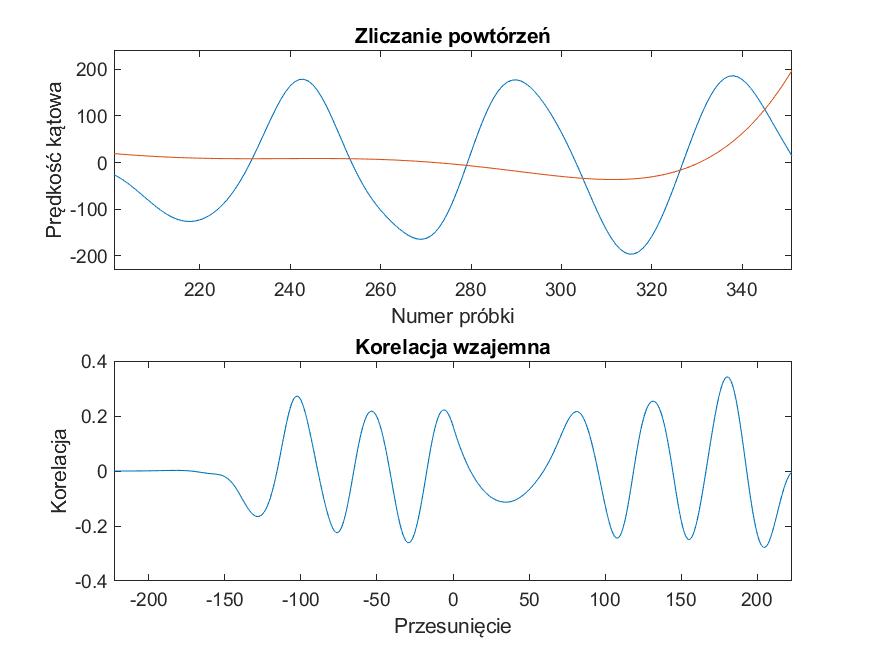 Zliczanie powtórzeń
Prędkość kątowa
200
100
0
-100
-200
220 240 260 280 300 320 340
Numer próbki
Korelacja wzajemna
Korelacja
0.4
0.2
0
-0.2
-0.4
-200 -150 -100 -50 0 50 100 150 200
Przesunięcie